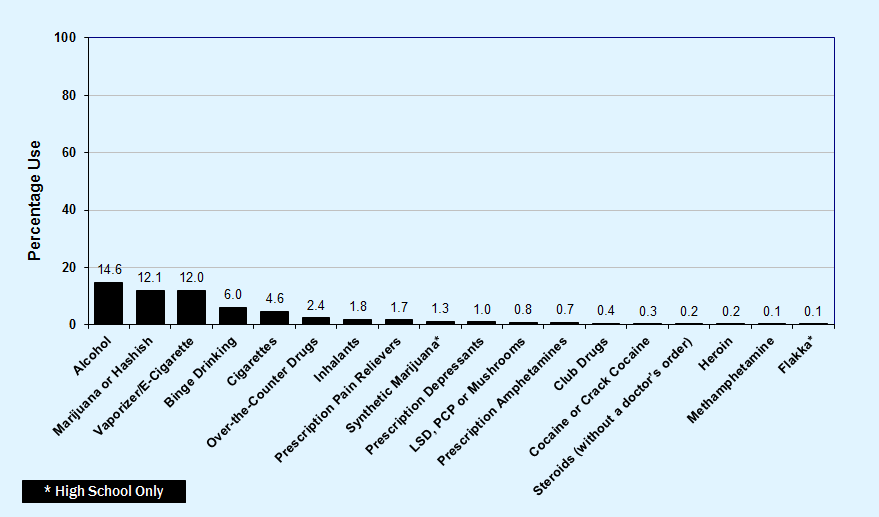 Percentage Use
100
80
60
40
20
0
14.6
12.1
12.0
6.0
4.6
2.4
1.8
1.7
1.3
1.0
0.8
0.7
0.4
0.3
0.2
0.2
0.1
0.1
Alcohol
Marijuana or Hashish
Vaporizer/E-Cigarette
Binge Drinking
Cigarettes
Over-the-Counter Drugs
Inhalants
Prescription Pain Relievers
Synthetic Marijuana*
Prescription Depressants
LSD, PCP or Mushrooms
Prescription Amphetamines
Club Drugs
Cocaine or Crack Cocaine
Steroids (without a doctor's order)
Heroin
Methamphetamine
Flakka*
* High School Only